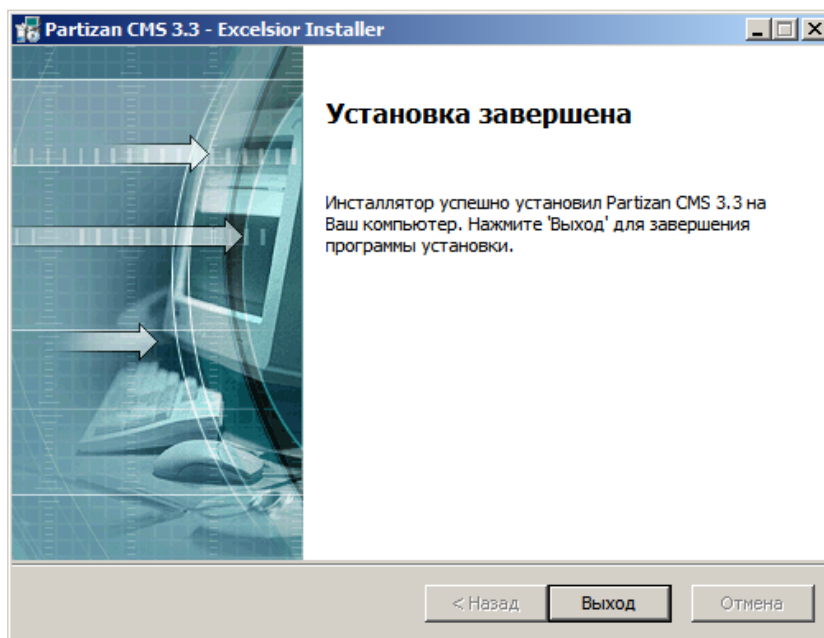 Partizan CMS 3.3 - Excelsior Installer
Установка завершена
Инсталлятор успешно установил Partizan CMS 3.3 на
Ваш компьютер. Нажмите 'Выход' для завершения
программы установки.
< Назад
Выход
Отмена